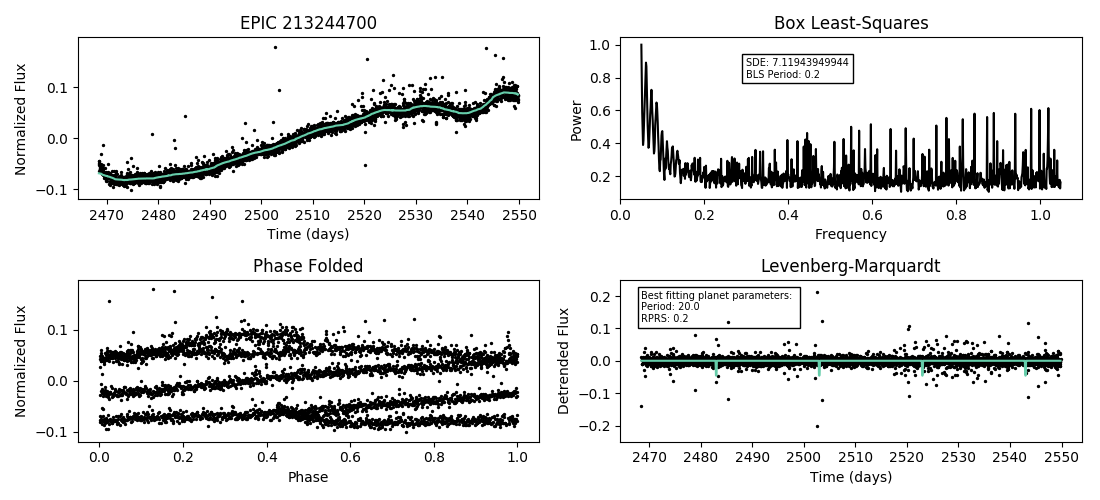 EPIC 213244700
Normalized Flux
0.1
0.0
−0.1
2470 2480 2490 2500 2510 2520 2530 2540 2550
Time (days)
Box Least-Squares
SDE: 7.11943949944
BLS Period: 0.2
Power
1.0
0.8
0.6
0.4
0.2
0.0 0.2 0.4 0.6 0.8 1.0
Frequency
Phase Folded
Normalized Flux
0.1
0.0
−0.1
0.0 0.2 0.4 0.6 0.8 1.0
Phase
Levenberg-Marquardt
Best fitting planet parameters:
Period: 20.0
RPRS: 0.2
Detrended Flux
0.2
0.1
0.0
−0.1
−0.2
2470 2480 2490 2500 2510 2520 2530 2540 2550
Time (days)